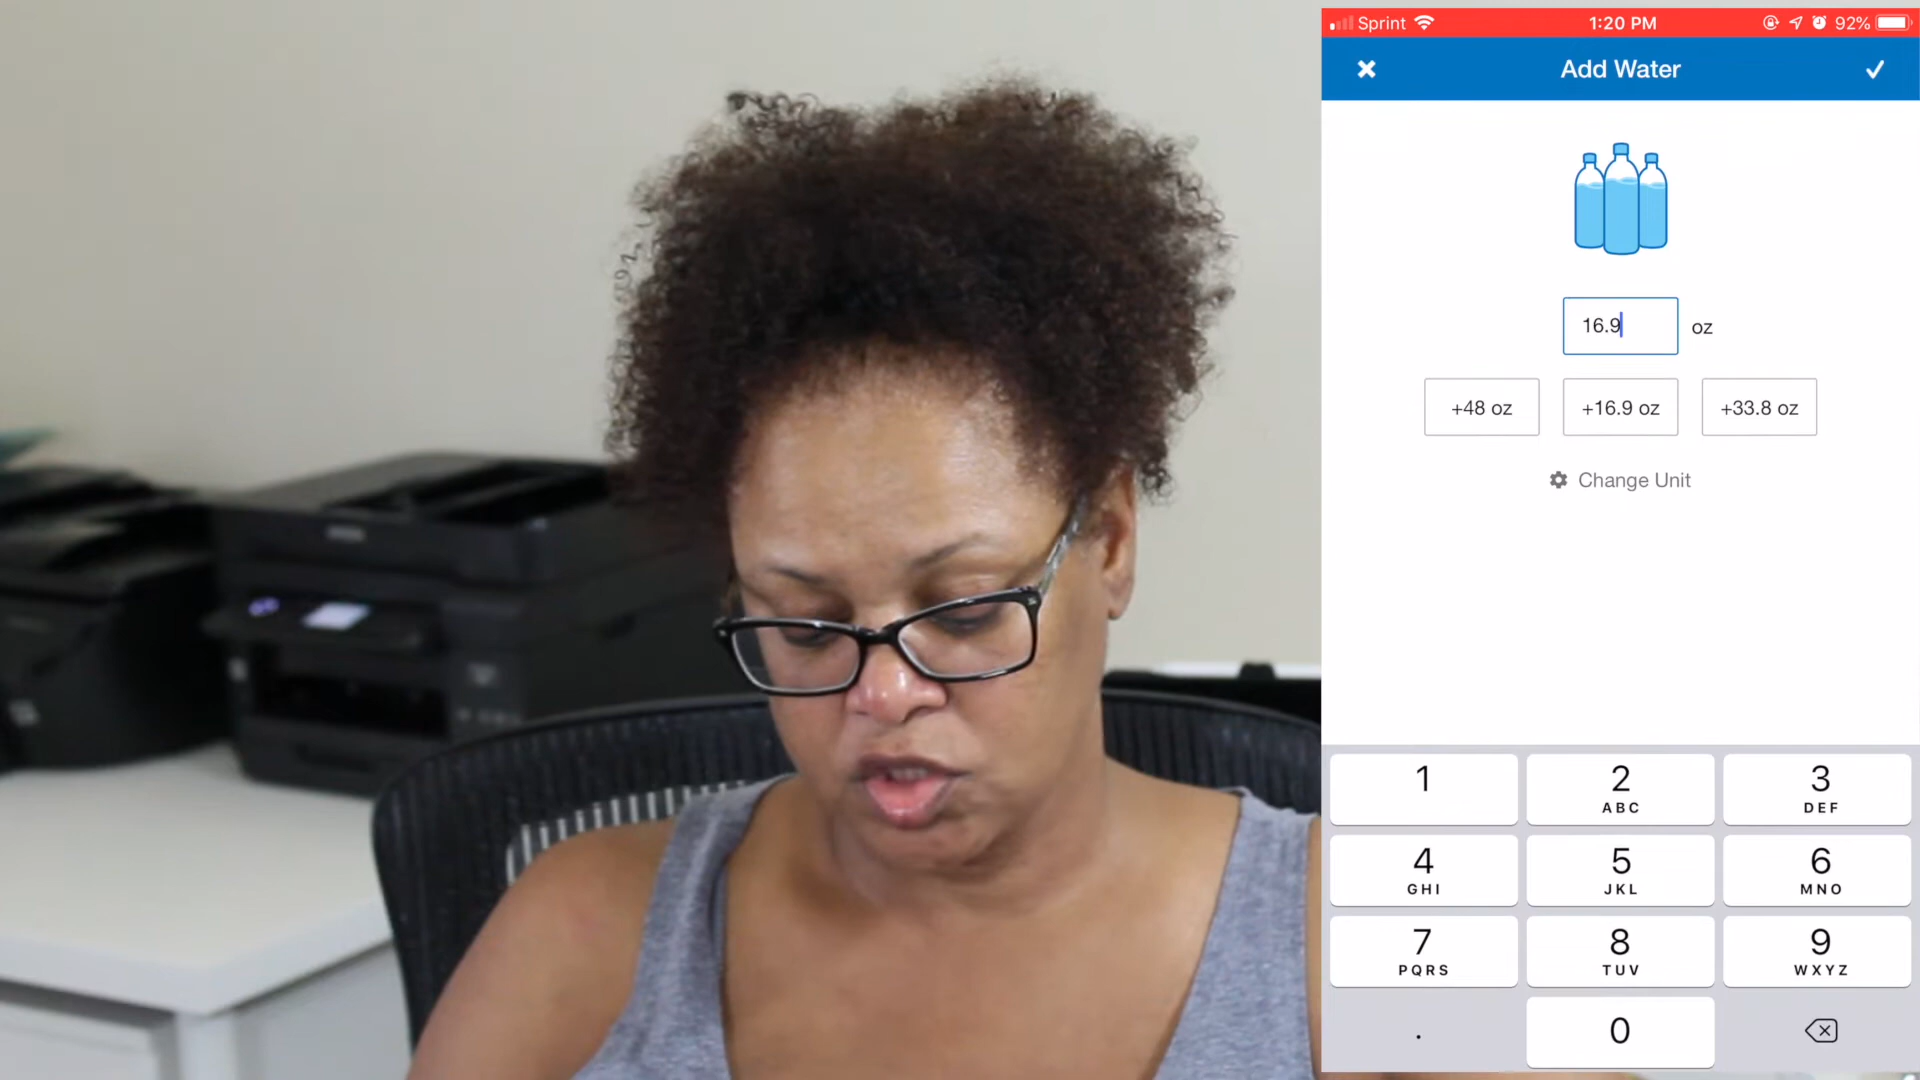 Sprint 1:20 PM 92%
Add Water
16.9 oz
+48 oz +16.9 oz +33.8 oz
Change Unit
1 2 3
ABC DEF
4 5 6
GHI JKL MNO
7 8 9
PQRS TUV WXYZ
. 0